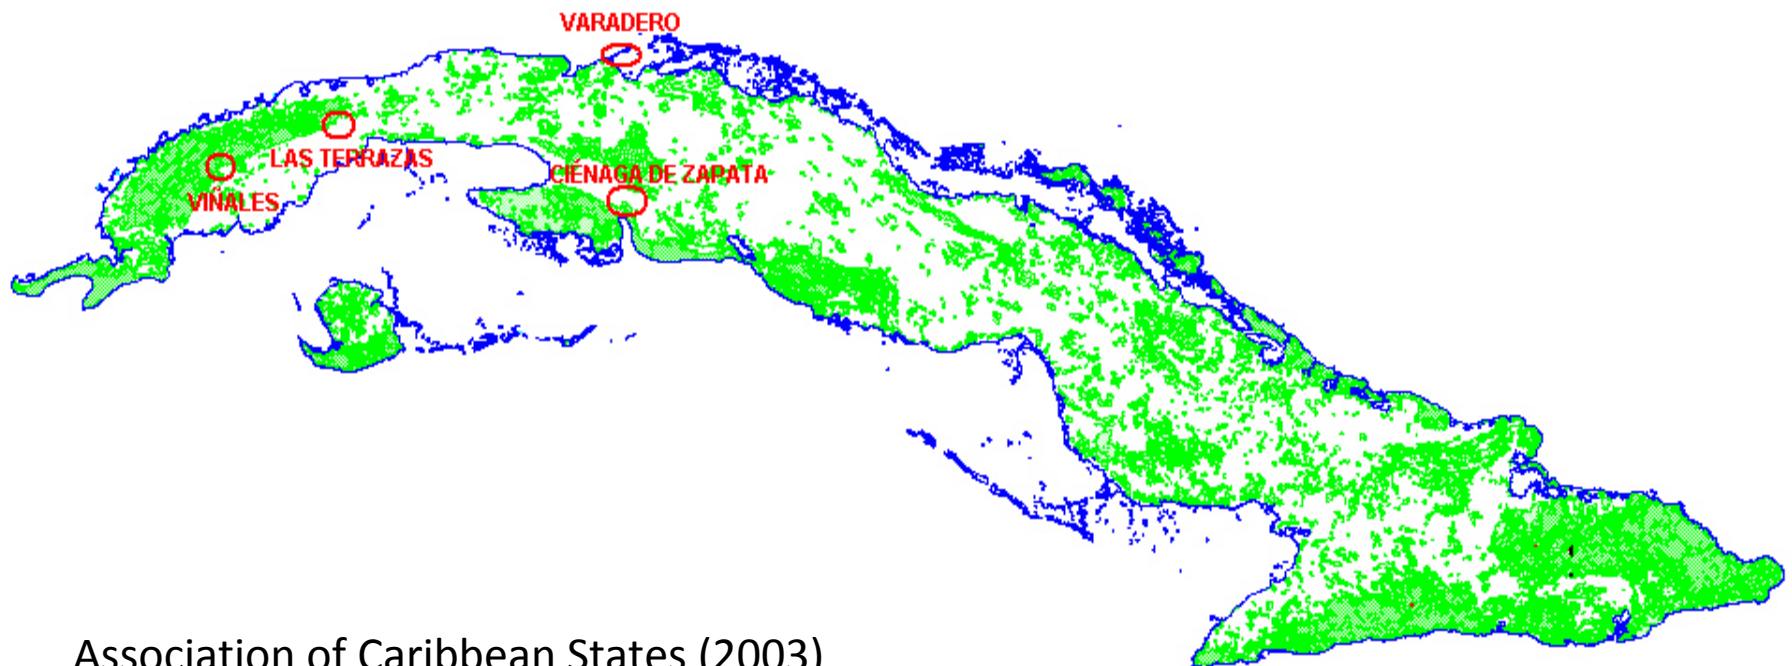 VARADERO
LAS TERRAZAS
CIÉNAGA DE ZAPATA
VIÑALES
Association of Caribbean States (2003)